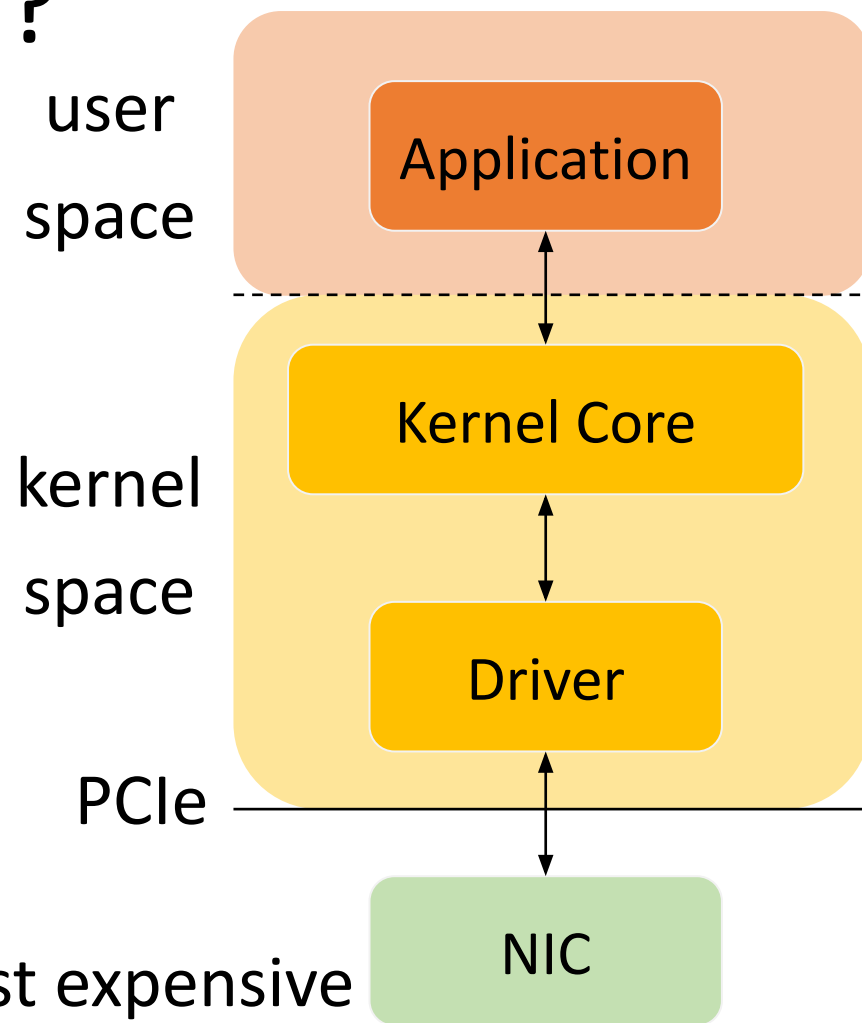 ?
user
space
Application
Kernel Core
kernel
space
Driver
PCIe
NIC
expensive